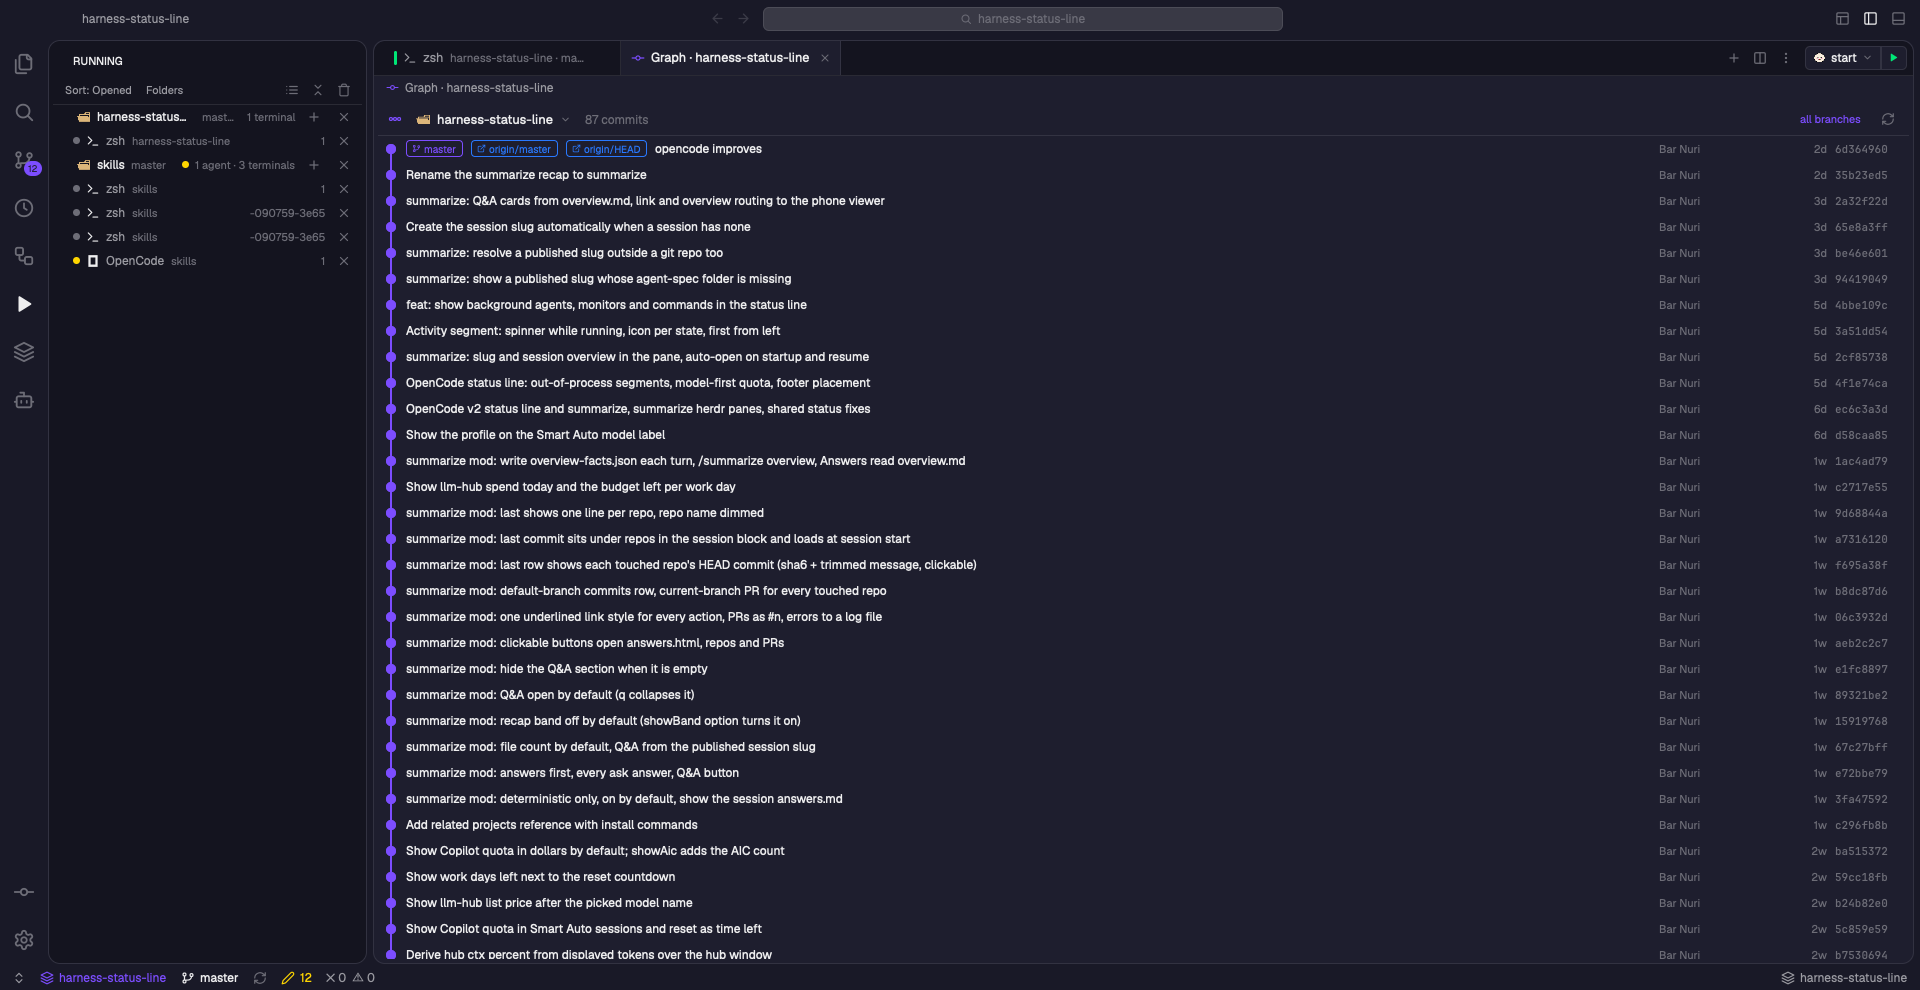 harness-status-line
harness-status-line
RUNNING
Sort: Opened Folders
harness-status... mast... 1 terminal
zsh harness-status-line 1
skills master 1 agent · 3 terminals
zsh skills 1
zsh skills -090759-3e65
zsh skills -090759-3e65
OpenCode skills 1
12
zsh harness-status-line · ma...
Graph · harness-status-line
start
Graph · harness-status-line
harness-status-line 87 commits all branches
master origin/master origin/HEAD opencode improves Bar Nuri 2d 6d364960
Rename the summarize recap to summarize Bar Nuri 2d 35b23ed5
summarize: Q&A cards from overview.md, link and overview routing to the phone viewer Bar Nuri 3d 2a32f22d
Create the session slug automatically when a session has none Bar Nuri 3d 65e8a3ff
summarize: resolve a published slug outside a git repo too Bar Nuri 3d be46e601
summarize: show a published slug whose agent-spec folder is missing Bar Nuri 3d 94419049
feat: show background agents, monitors and commands in the status line Bar Nuri 5d 4bbe109c
Activity segment: spinner while running, icon per state, first from left Bar Nuri 5d 3a51dd54
summarize: slug and session overview in the pane, auto-open on startup and resume Bar Nuri 5d 2cf85738
OpenCode status line: out-of-process segments, model-first quota, footer placement Bar Nuri 5d 4f1e74ca
OpenCode v2 status line and summarize, summarize herdr panes, shared status fixes Bar Nuri 6d ec6c3a3d
Show the profile on the Smart Auto model label Bar Nuri 6d d58caa85
summarize mod: write overview-facts.json each turn, /summarize overview, Answers read overview.md Bar Nuri 1w 1ac4ad79
Show llm-hub spend today and the budget left per work day Bar Nuri 1w c2717e55
summarize mod: last shows one line per repo, repo name dimmed Bar Nuri 1w 9d68844a
summarize mod: last commit sits under repos in the session block and loads at session start Bar Nuri 1w a7316120
summarize mod: last row shows each touched repo's HEAD commit (sha6 + trimmed message, clickable) Bar Nuri 1w f695a38f
summarize mod: default-branch commits row, current-branch PR for every touched repo Bar Nuri 1w b8dc87d6
summarize mod: one underlined link style for every action, PRs as #n, errors to a log file Bar Nuri 1w 06c3932d
summarize mod: clickable buttons open answers.html, repos and PRs Bar Nuri 1w aeb2c2c7
summarize mod: hide the Q&A section when it is empty Bar Nuri 1w e1fc8897
summarize mod: Q&A open by default (q collapses it) Bar Nuri 1w 89321be2
summarize mod: recap band off by default (showBand option turns it on) Bar Nuri 1w 15919768
summarize mod: file count by default, Q&A from the published session slug Bar Nuri 1w 67c27bff
summarize mod: answers first, every ask answer, Q&A button Bar Nuri 1w e72bbe79
summarize mod: deterministic only, on by default, show the session answers.md Bar Nuri 1w 3fa47592
Add related projects reference with install commands Bar Nuri 1w c296fb8b
Show Copilot quota in dollars by default; showAic adds the AIC count Bar Nuri 2w ba515372
Show work days left next to the reset countdown Bar Nuri 2w 59cc18fb
Show llm-hub list price after the picked model name Bar Nuri 2w b24b82e0
Show Copilot quota in Smart Auto sessions and reset as time left Bar Nuri 2w 5c859e59
Derive hub ctx percent from displayed tokens over the hub window Bar Nuri 2w b7530694
harness-status-line master 12 0 0 harness-status-line